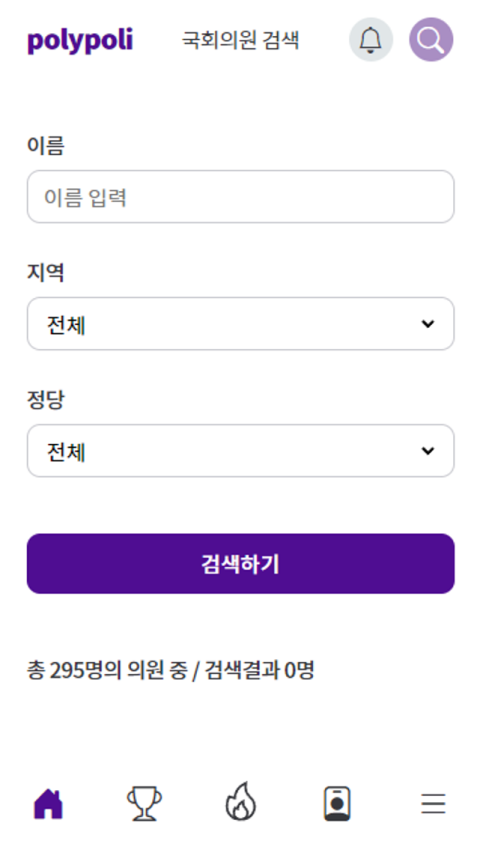 polypoli 국회의원 검색
이름
이름 입력
지역
전체
정당
전체
검색하기
총 295명의 의원 중 / 검색결과 0명